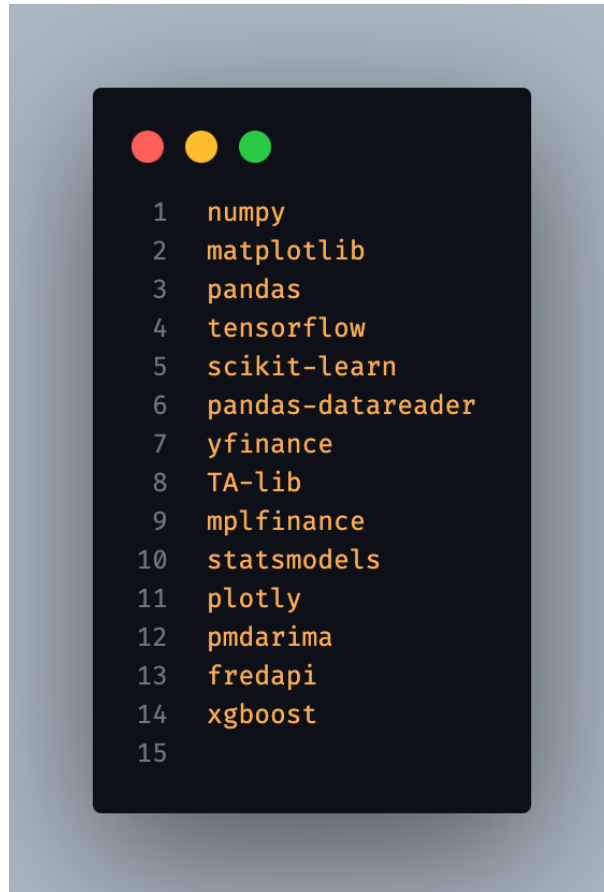 1 numpy
2 matplotlib
3 pandas
4 tensorflow
5 scikit-learn
6 pandas-datareader
7 yfinance
8 TA-lib
9 mplfinance
10 statsmodels
11 plotly
12 pmdarima
13 fredapi
14 xgboost
15